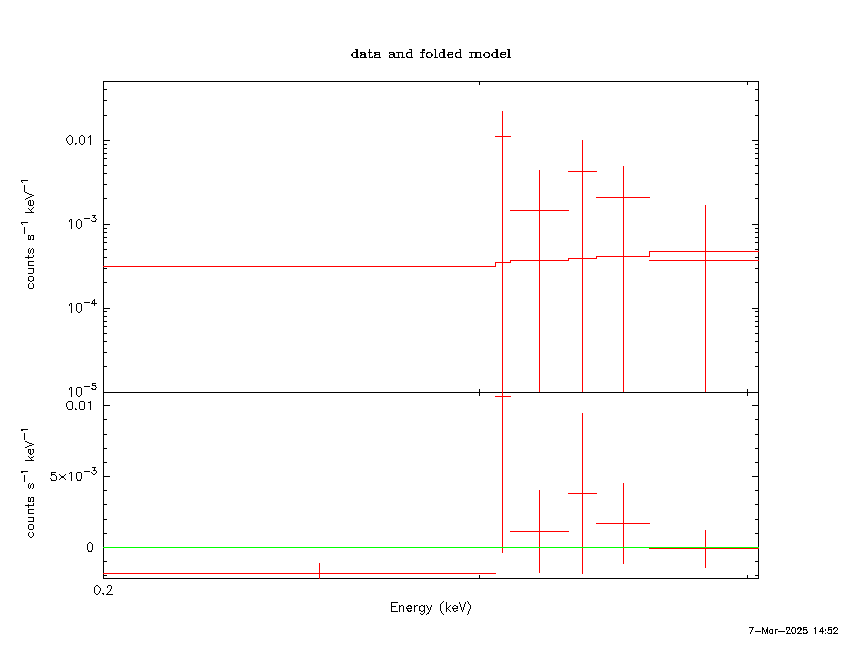 data and folded model
counts s⁻¹ keV⁻¹
0.01
10⁻³
10⁻⁴
10⁻⁵
counts s⁻¹ keV⁻¹
0.01
5×10⁻³
0
0.2
Energy (keV)
7-Mar-2025 14:52